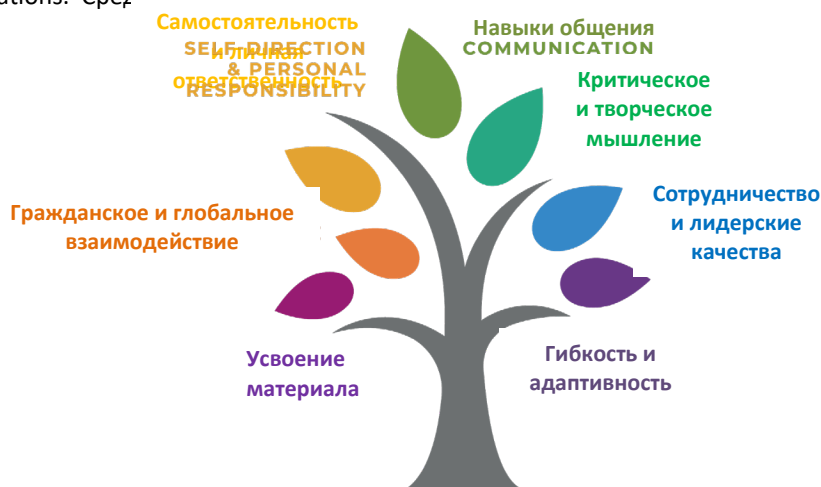 ations. Сред
Самостоятельность
и личная
ответственность
SELF-DIRECTION
& PERSONAL
RESPONSIBILITY
Навыки общения
COMMUNICATION
Критическое
и творческое
мышление
Гражданское и глобальное
взаимодействие
Сотрудничество
и лидерские
качества
Усвоение
материала
Гибкость и
адаптивность